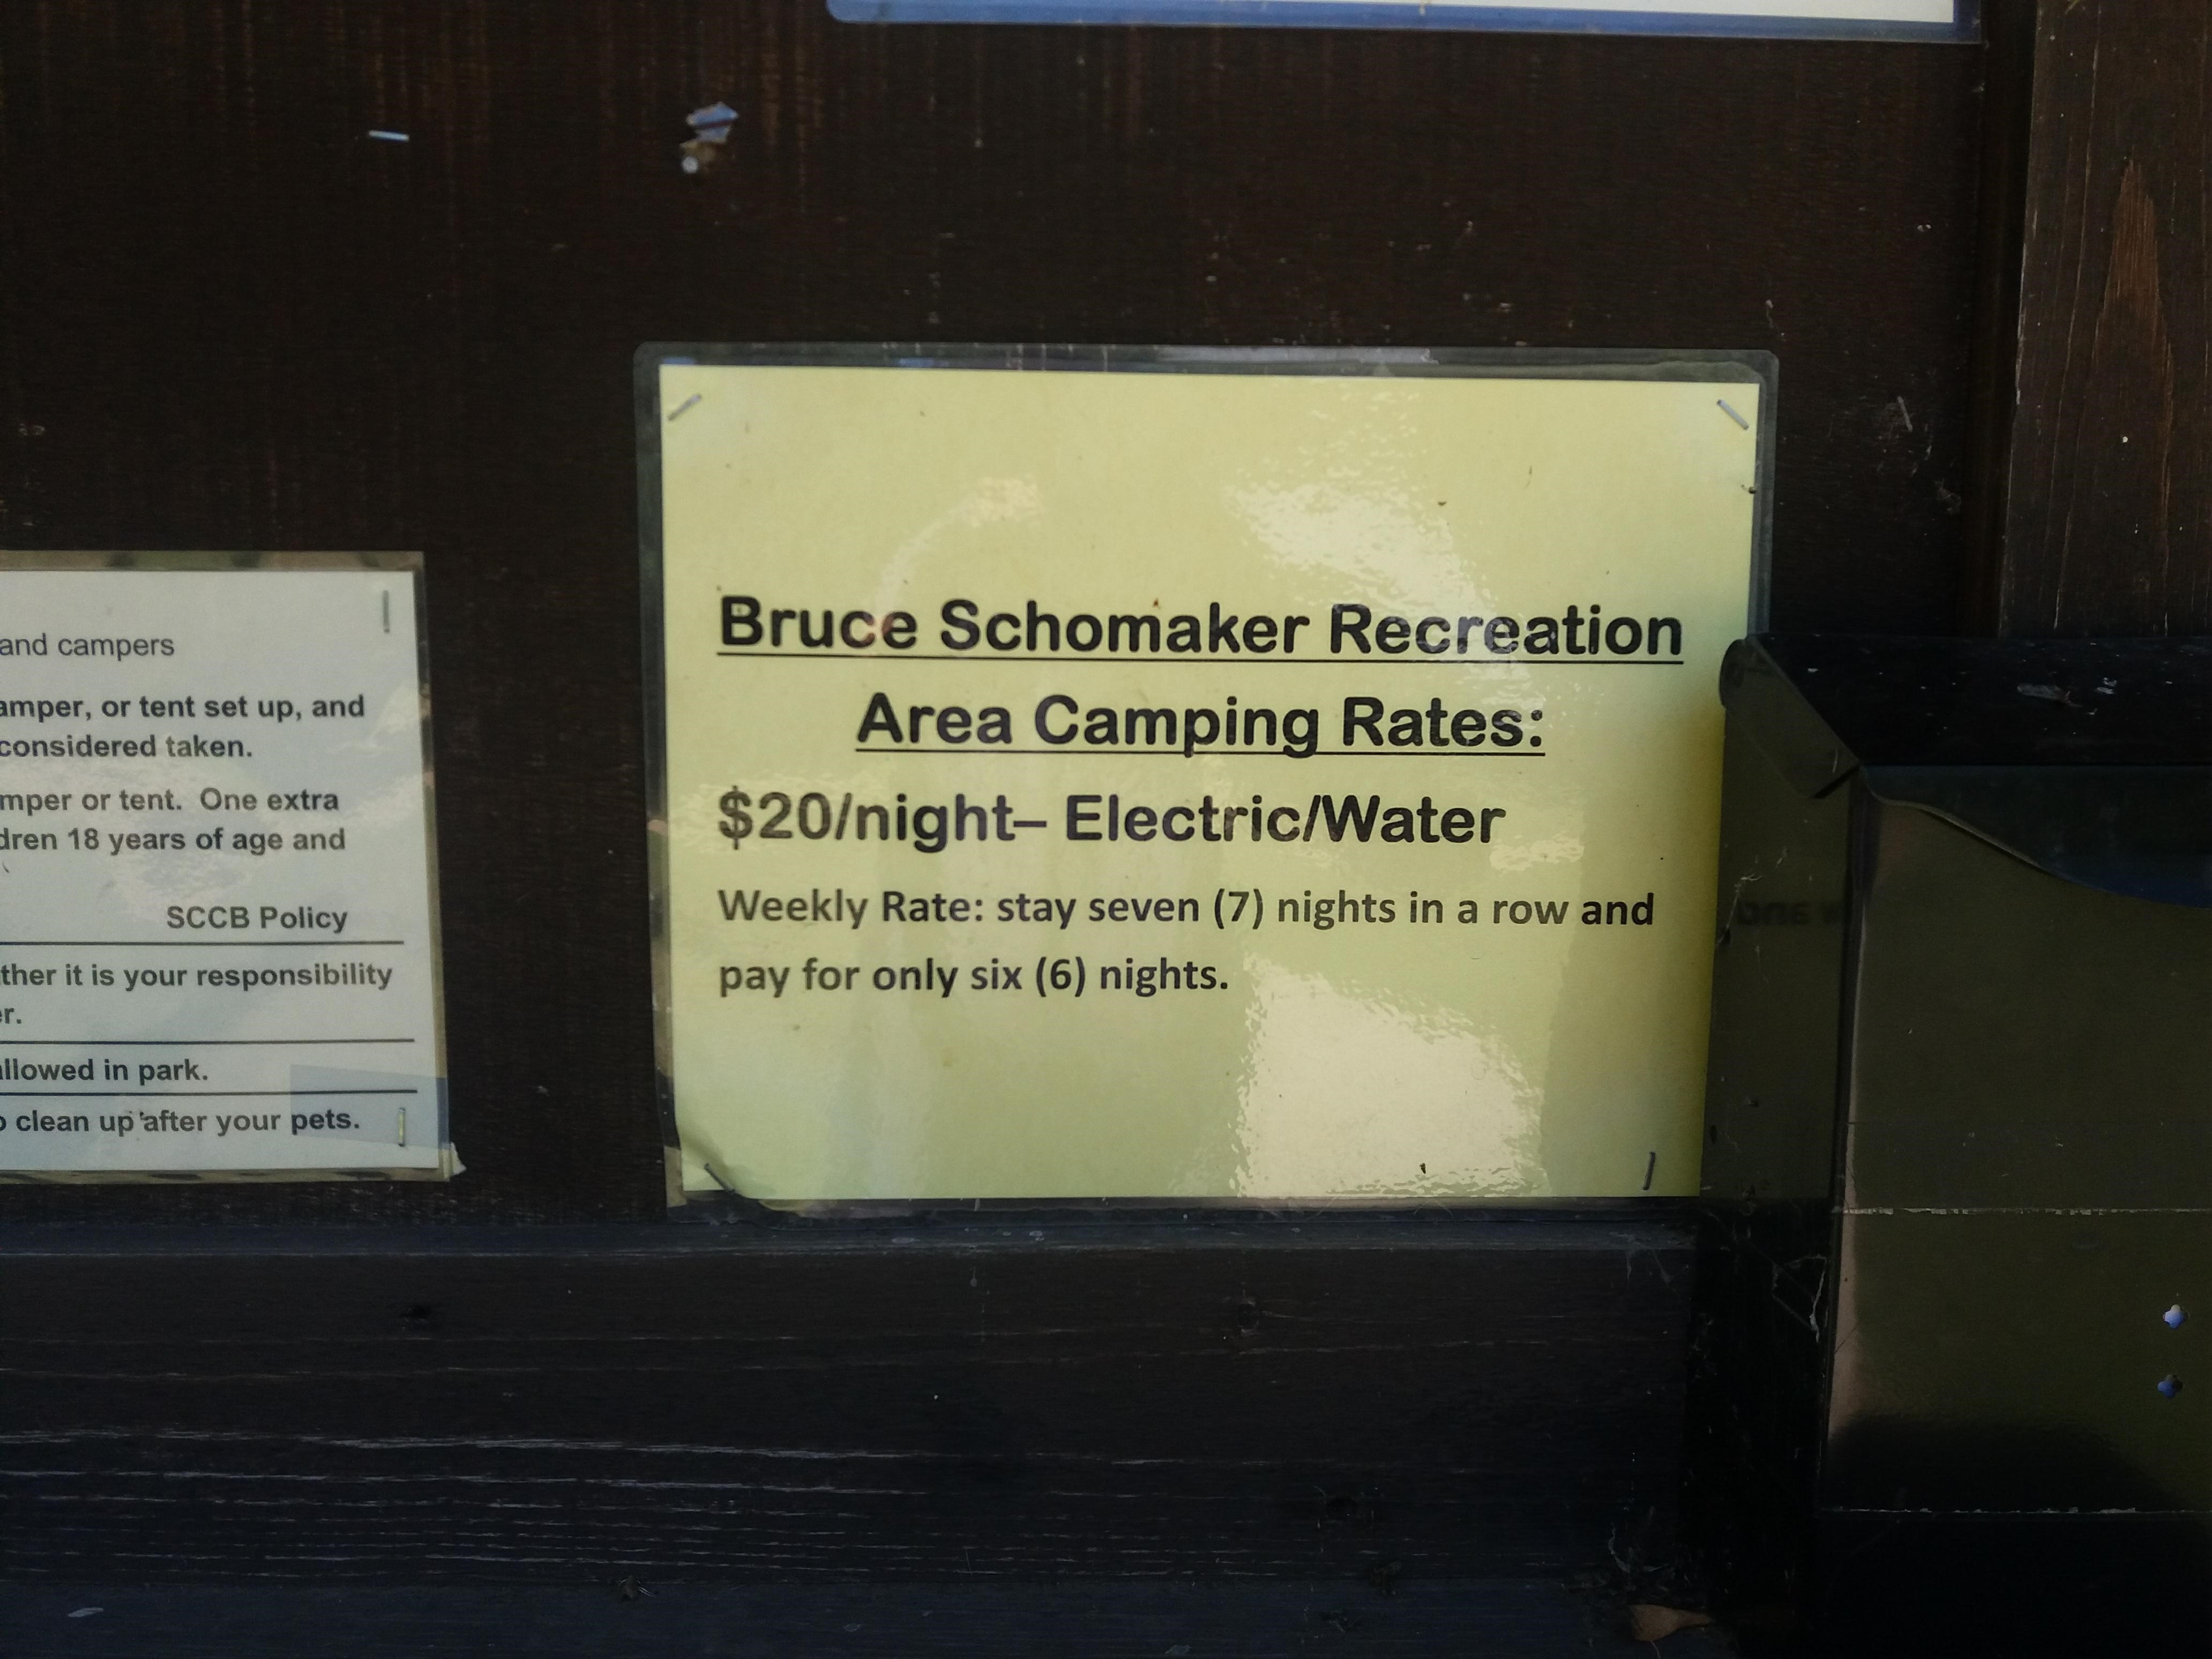 and campers
amper, or tent set up, and
considered taken.
mper or tent. One extra
dren 18 years of age and
SCCB Policy
ther it is your responsibility
r.
allowed in park.
o clean up after your pets.
Bruce Schomaker Recreation
Area Camping Rates:
$20/night– Electric/Water
Weekly Rate: stay seven (7) nights in a row and
pay for only six (6) nights.